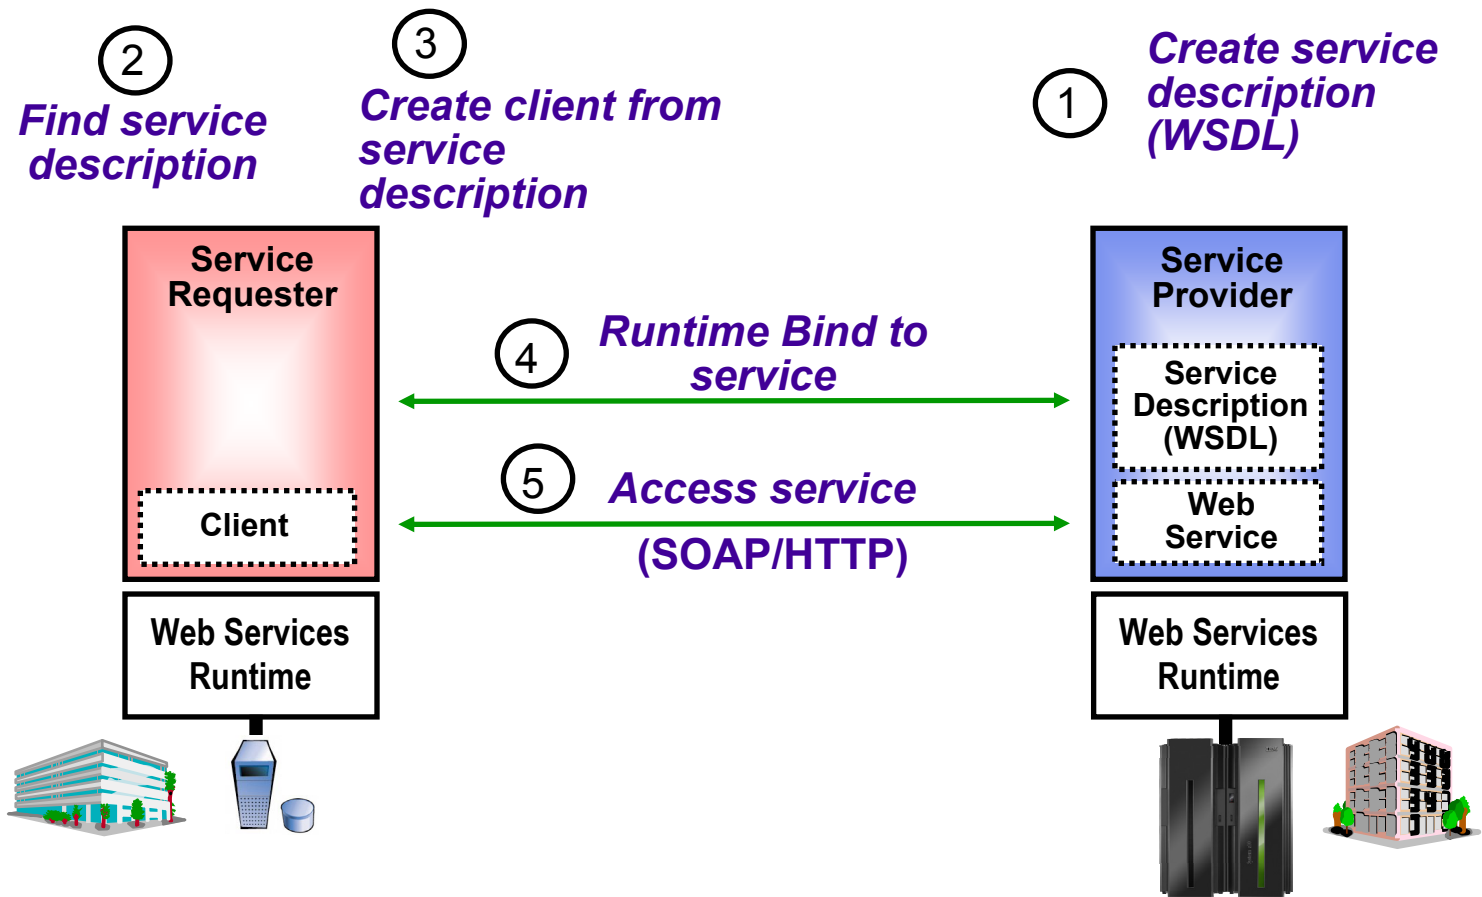 2
Find service
description
3
Create client from
service
description
1
Create service
description
(WSDL)
Service
Requester
Client
Web Services
Runtime
4
Runtime Bind to
service
5
Access service
(SOAP/HTTP)
Service
Provider
Service
Description
(WSDL)
Web
Service
Web Services
Runtime